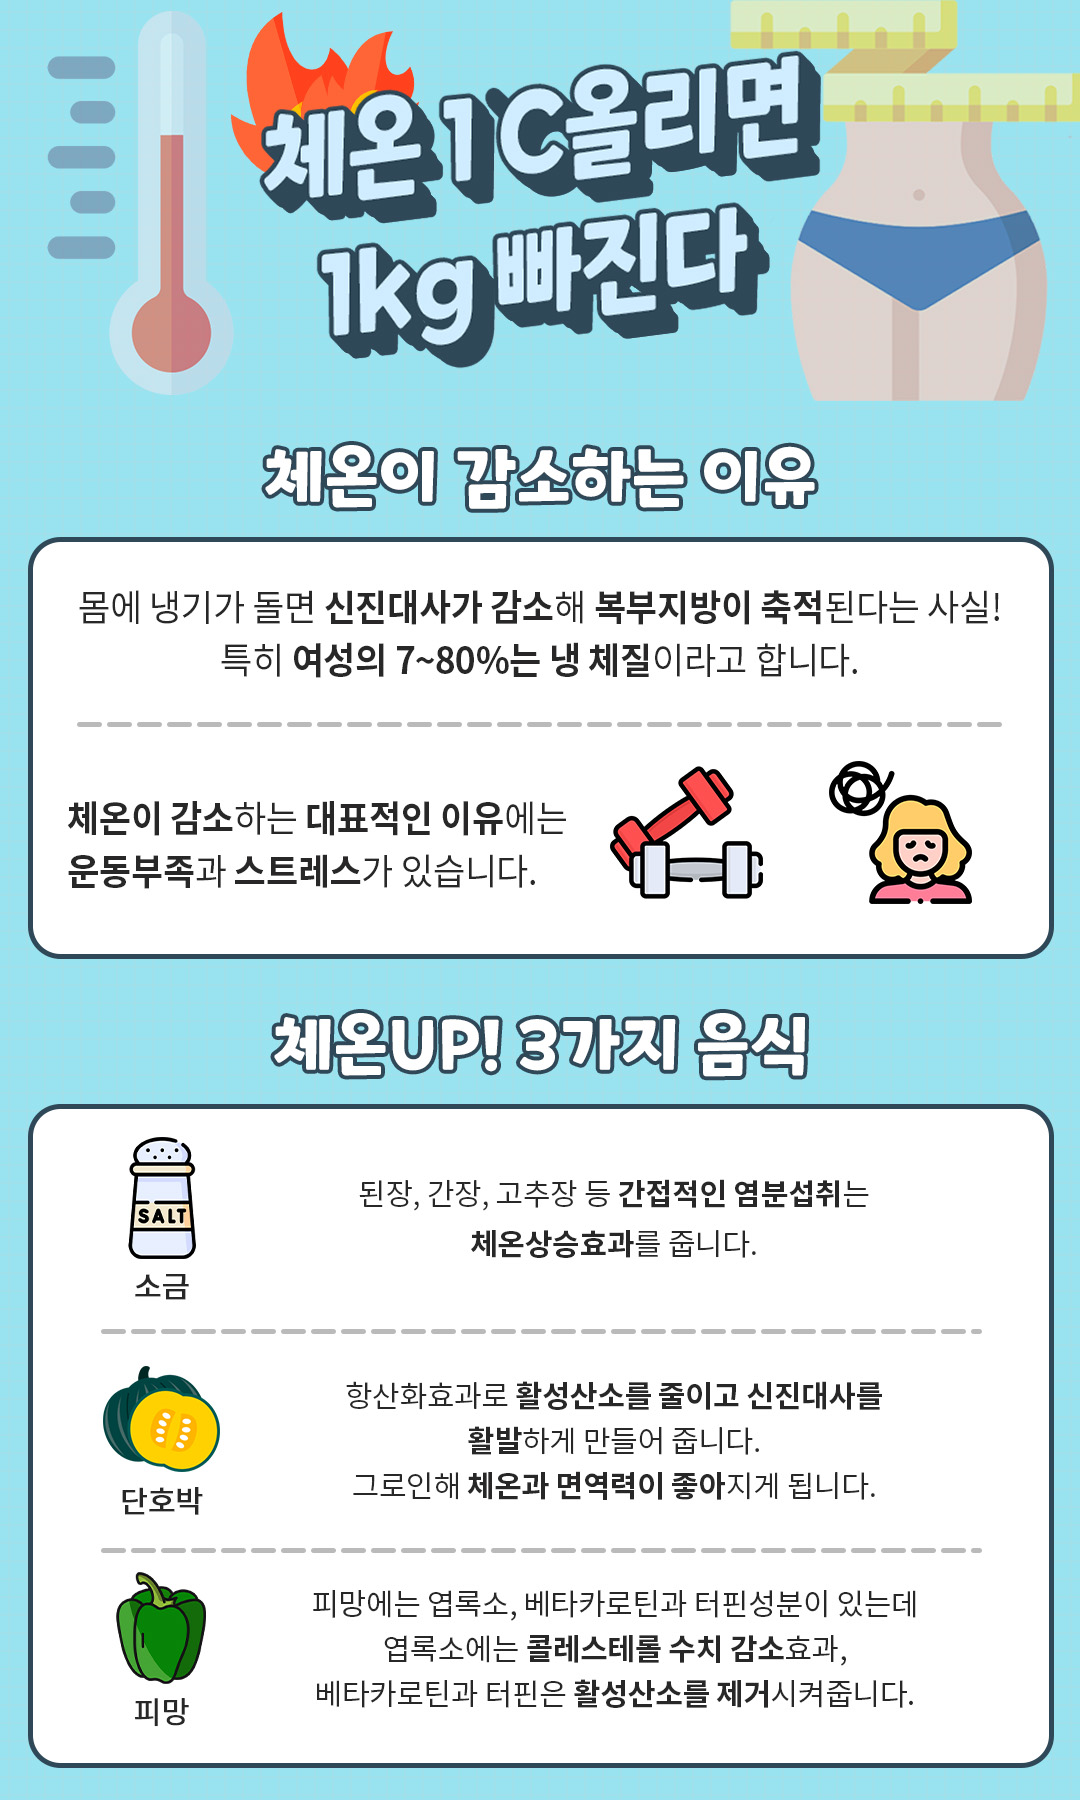 체온 1 C올리면
1kg 빠진다
체온이 감소하는 이유
몸에 냉기가 돌면 신진대사가 감소해 복부지방이 축적된다는 사실!
특히 여성의 7~80%는 냉 체질이라고 합니다.
체온이 감소하는 대표적인 이유에는
운동부족과 스트레스가 있습니다.
체온UP! 3가지 음식
SALT
소금
된장, 간장, 고추장 등 간접적인 염분섭취는
체온상승효과를 줍니다.
단호박
항산화효과로 활성산소를 줄이고 신진대사를
활발하게 만들어 줍니다.
그로인해 체온과 면역력이 좋아지게 됩니다.
피망
피망에는 엽록소, 베타카로틴과 터핀성분이 있는데
엽록소에는 콜레스테롤 수치 감소효과,
베타카로틴과 터핀은 활성산소를 제거시켜줍니다.